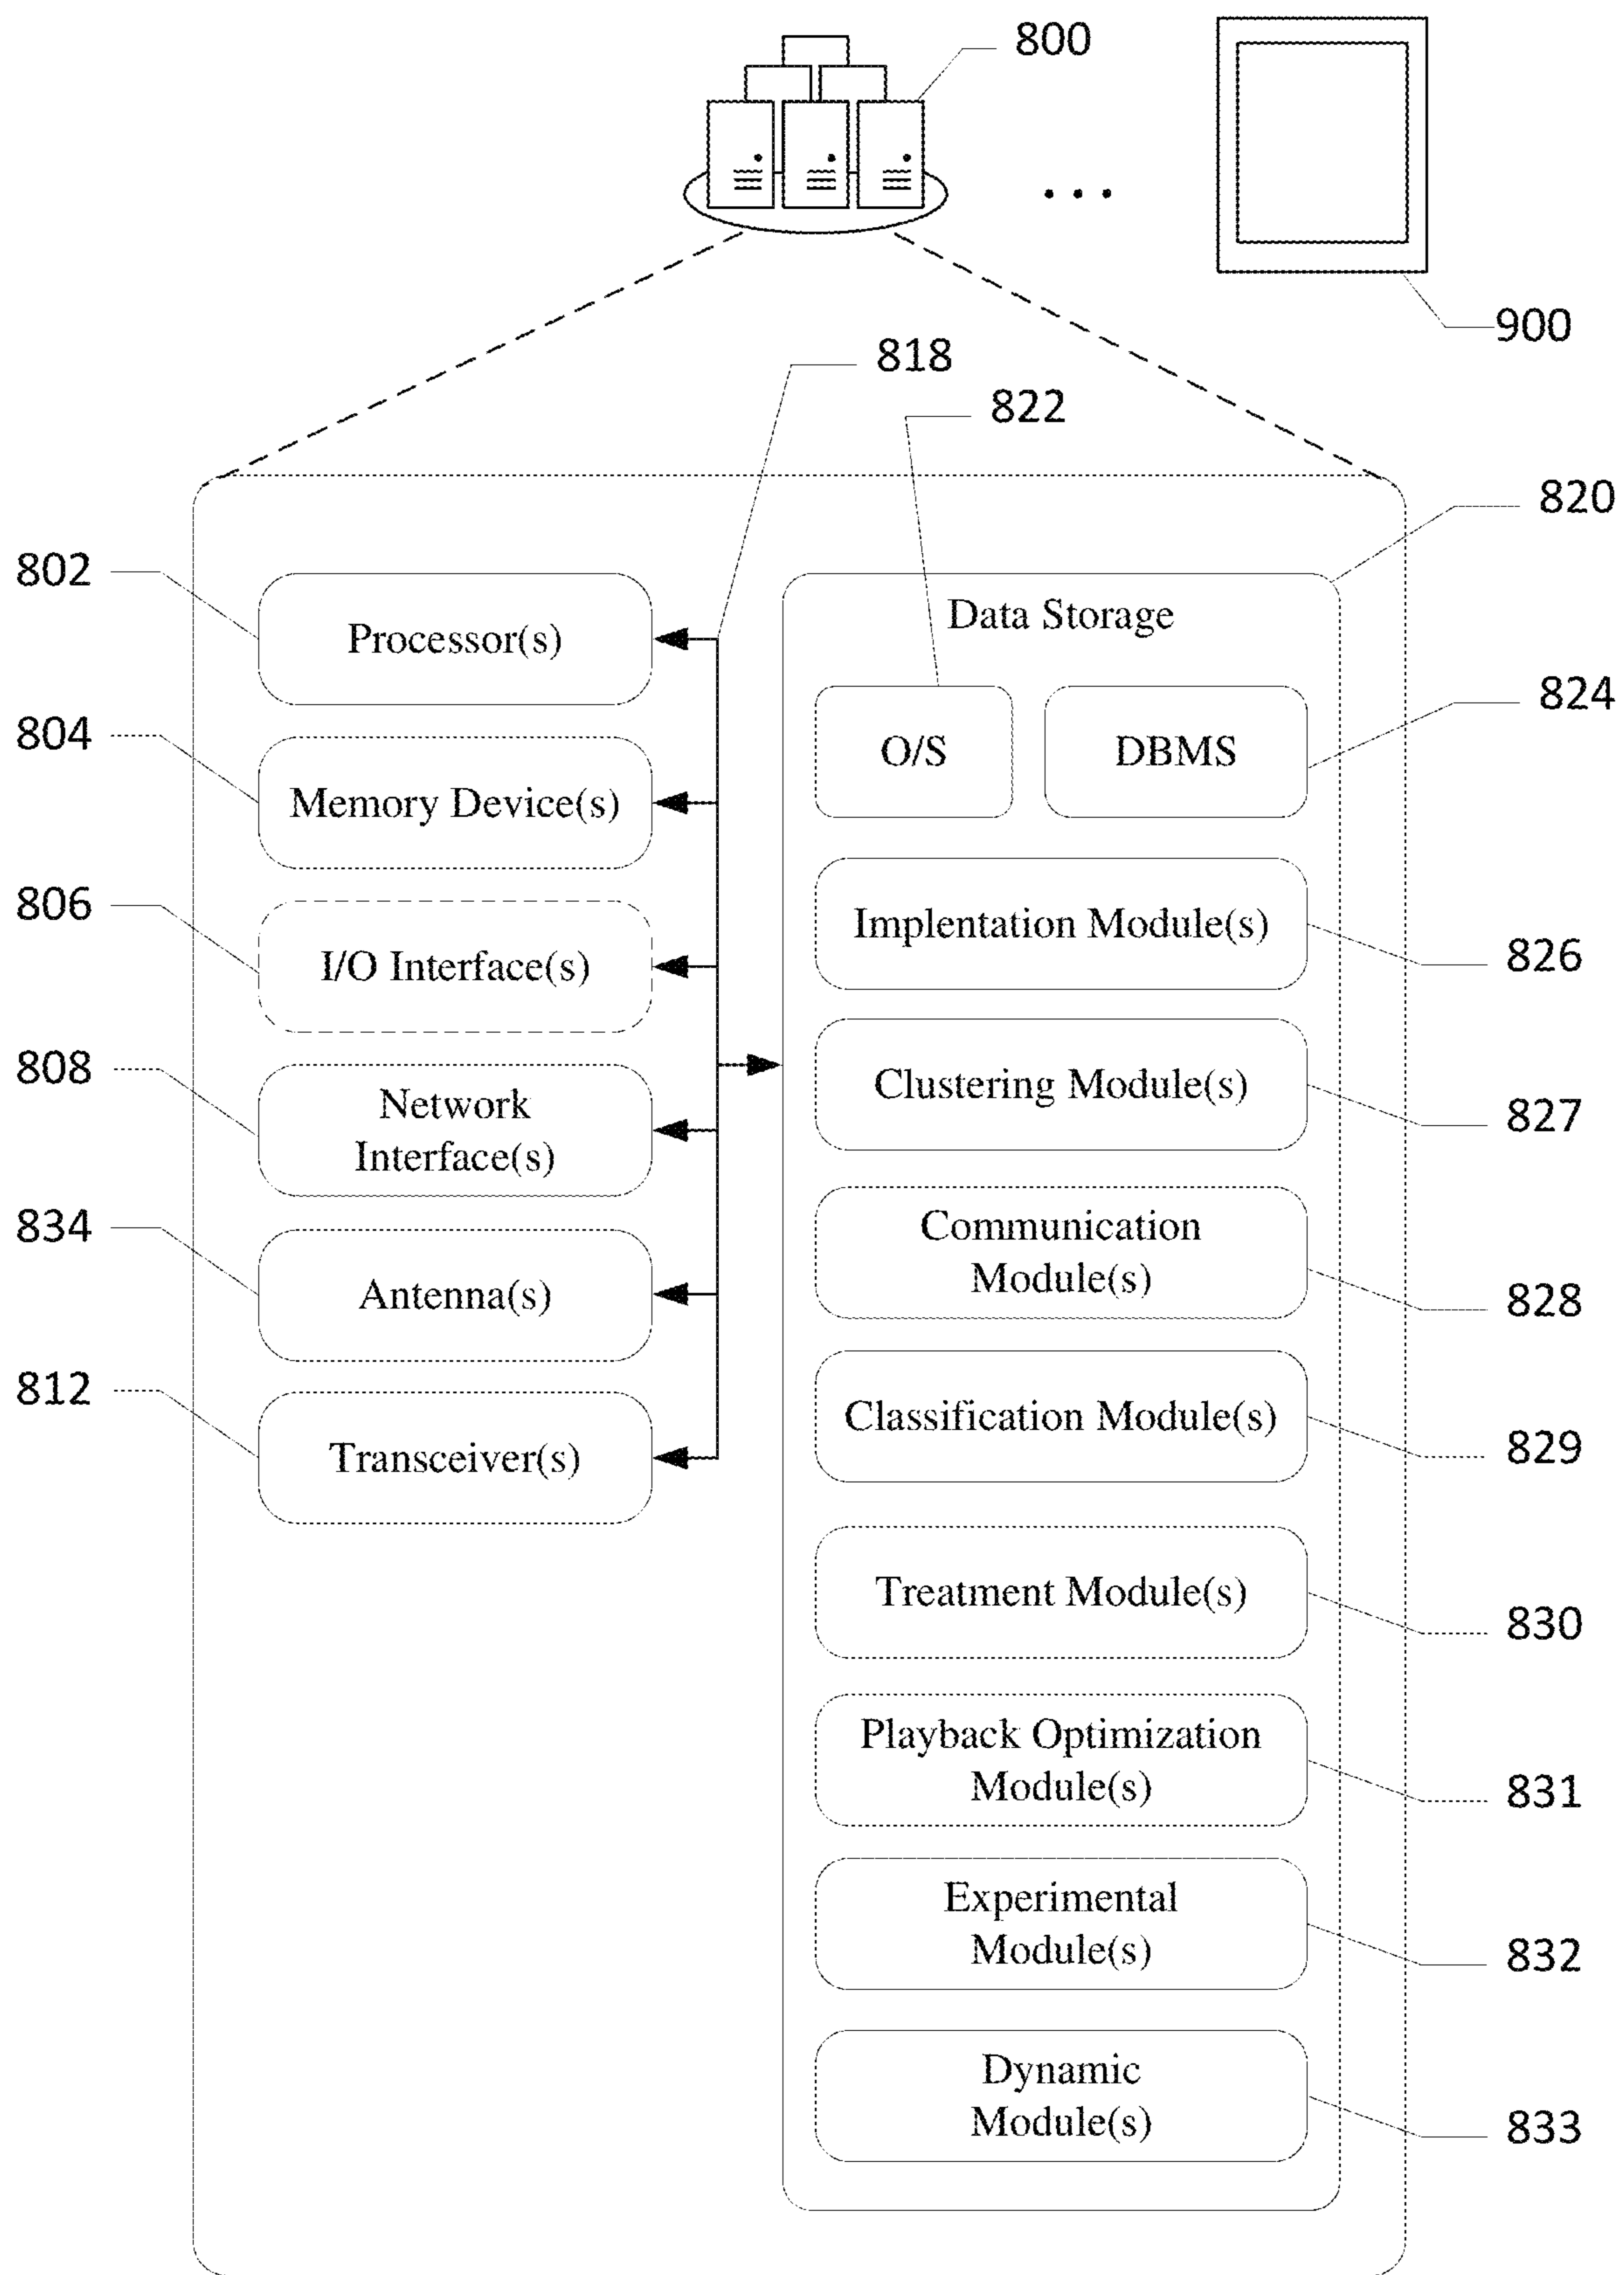 800
900
818
822
820
802
Processor(s)
Data Storage
804
Memory Device(s)
O/S
DBMS
824
806
I/O Interface(s)
Implentation Module(s)
826
808
Network
Interface(s)
Clustering Module(s)
827
834
Antenna(s)
Communication
Module(s)
828
812
Transceiver(s)
Classification Module(s)
829
Treatment Module(s)
830
Playback Optimization
Module(s)
831
Experimental
Module(s)
832
Dynamic
Module(s)
833